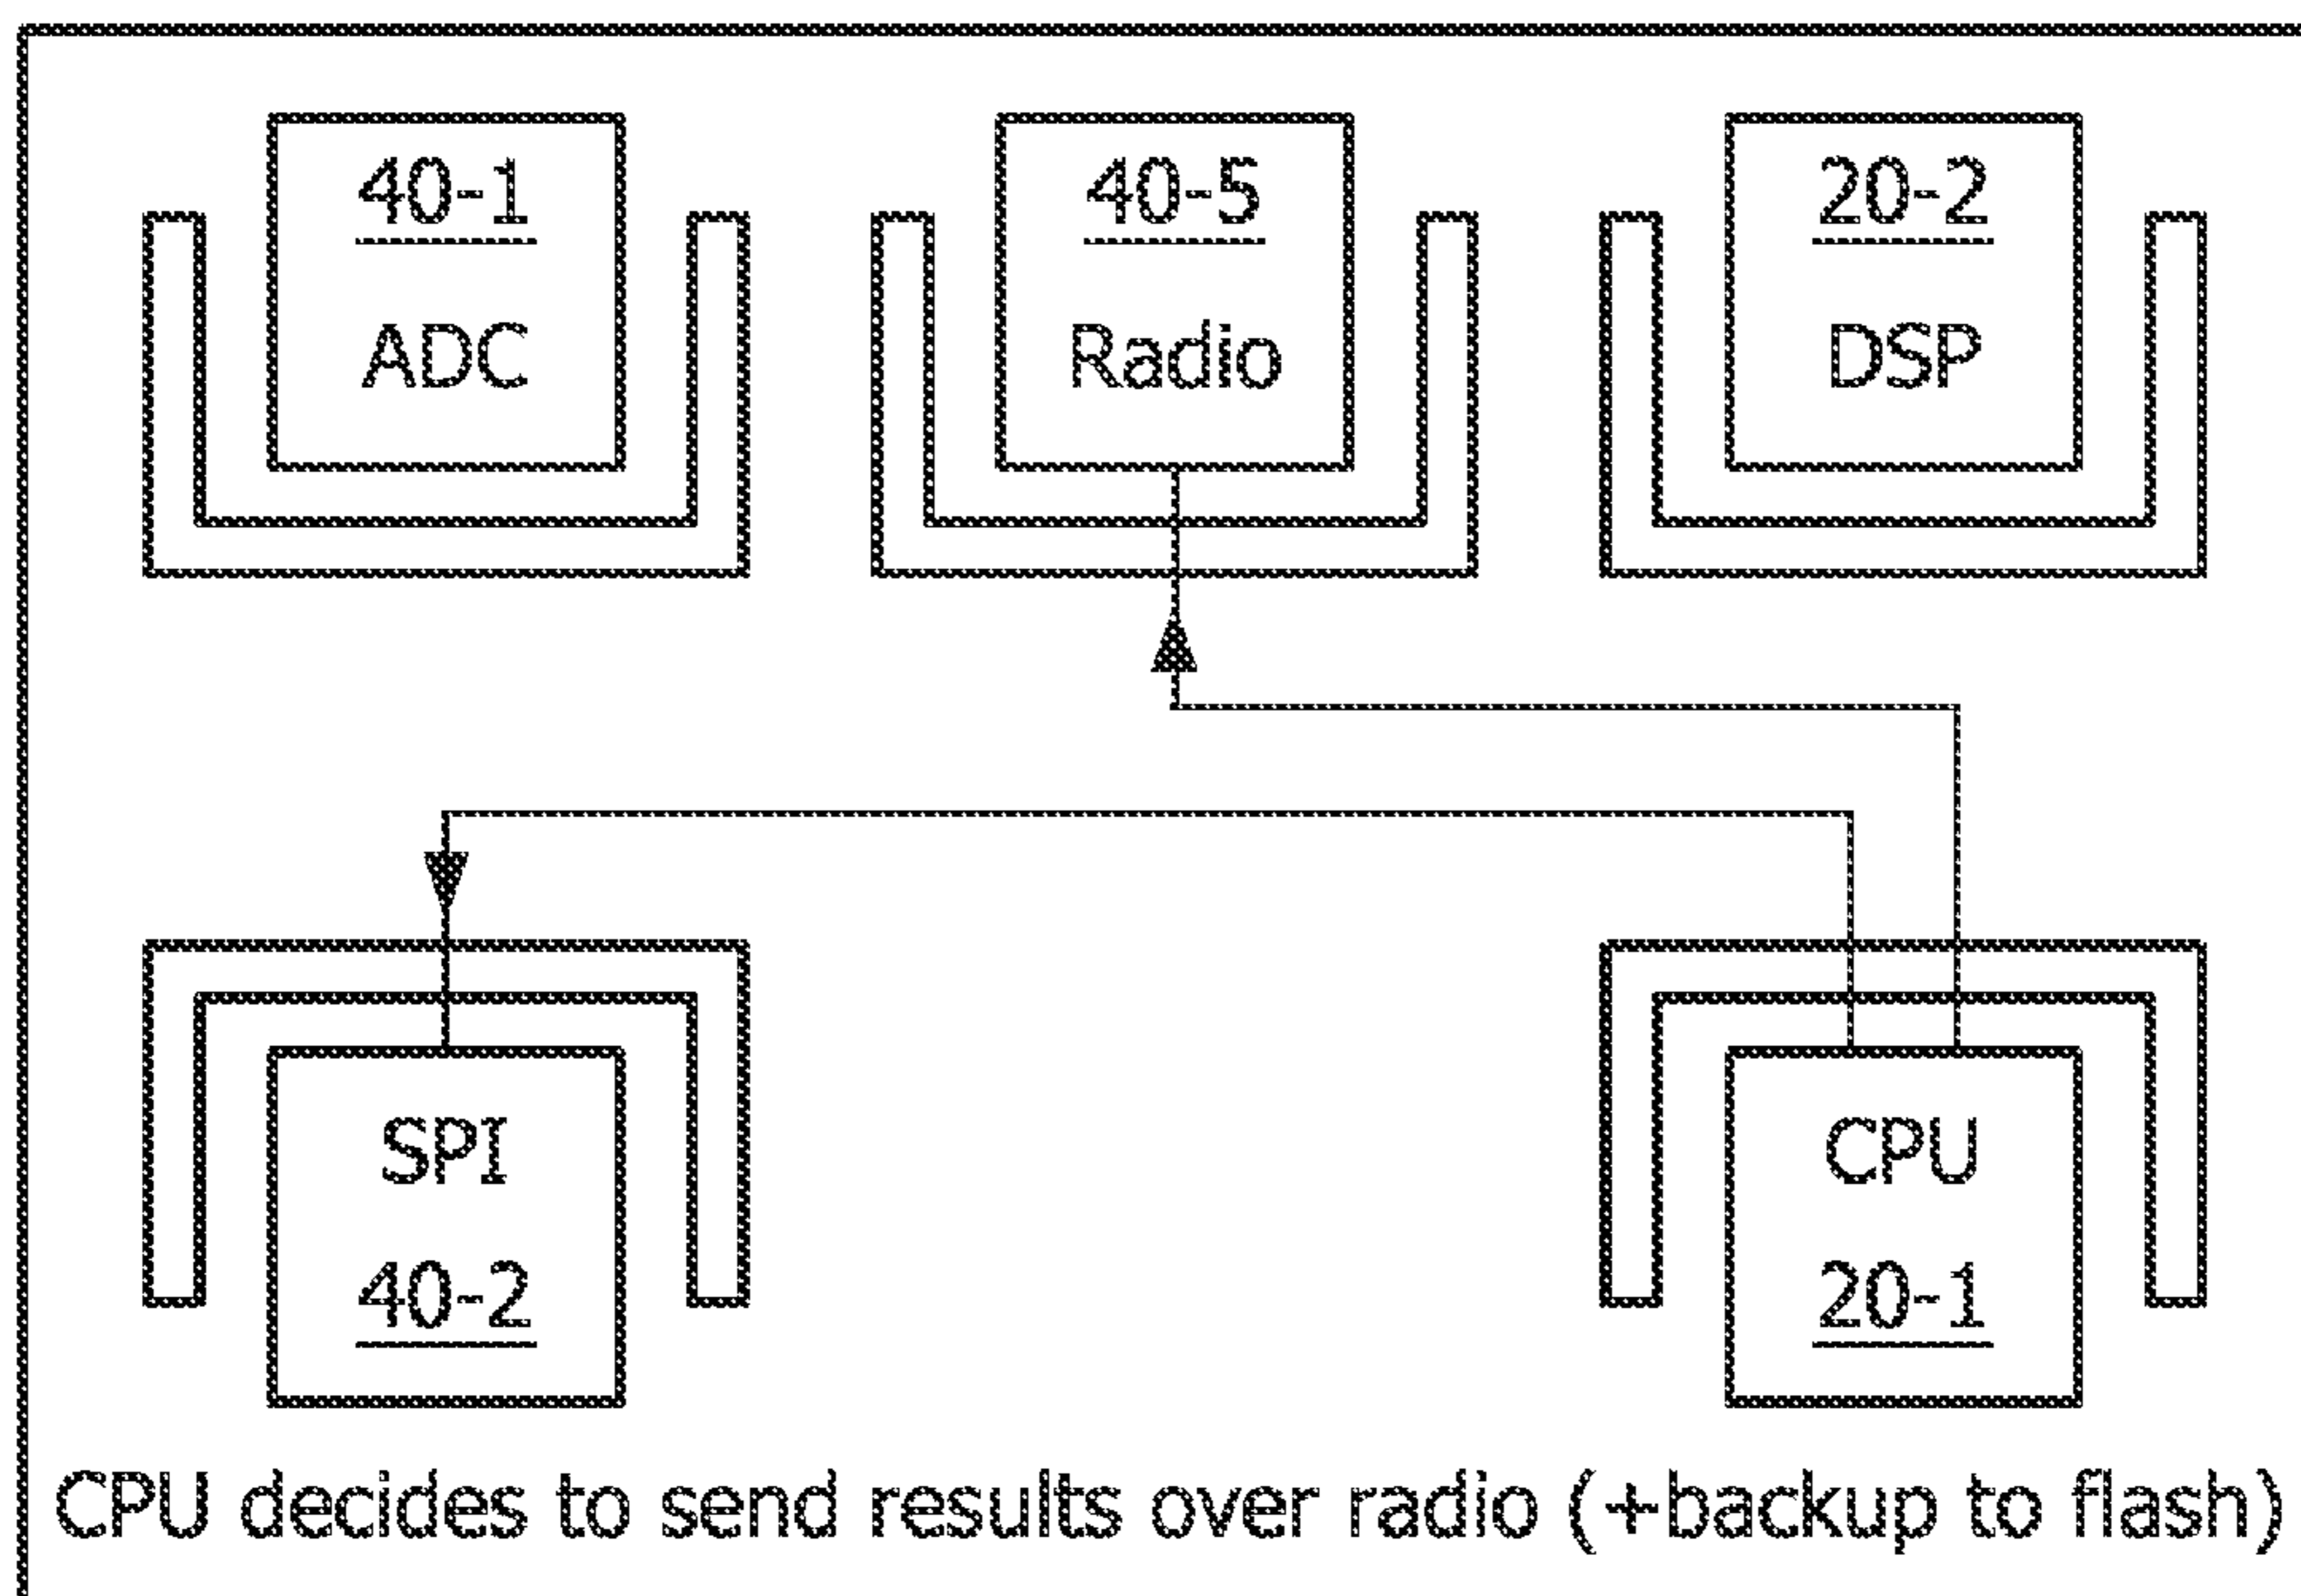 40-1
ADC
40-5
Radio
20-2
DSP
SPI
40-2
CPU
20-1
CPU decides to send results over radio (+backup to flash)